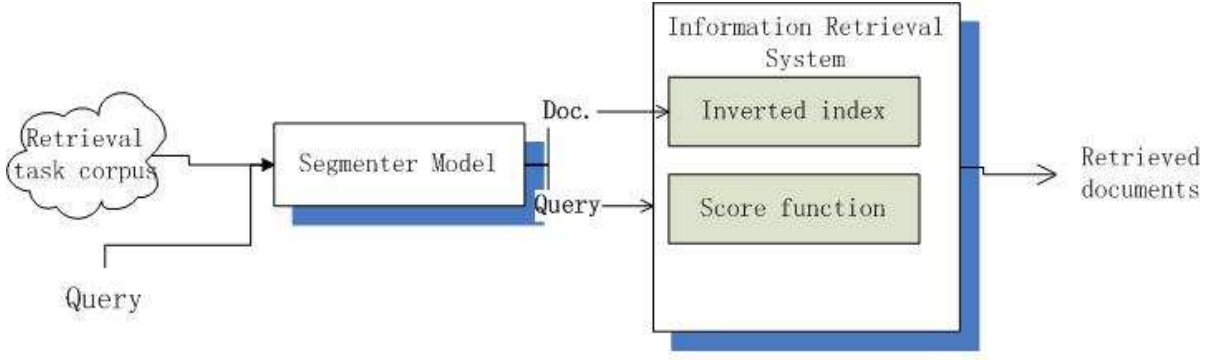 Retrieval
task corpus
Query
Segmenter Model
Doc.
Query
Information Retrieval
System
Inverted index
Score function
Retrieved
documents